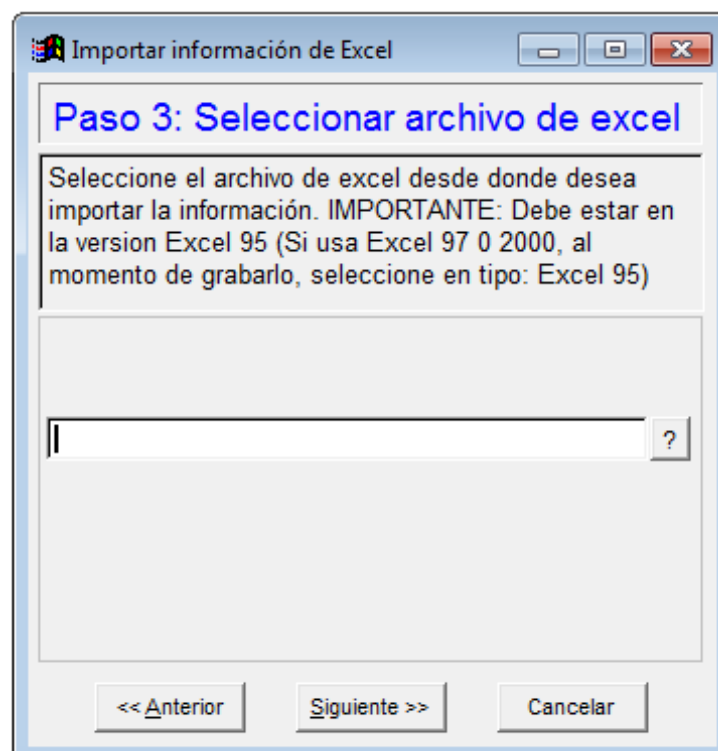 Importar información de Excel
Paso 3: Seleccionar archivo de excel
Seleccione el archivo de excel desde donde desea
importar la información. IMPORTANTE: Debe estar en
la version Excel 95 (Si usa Excel 97 0 2000, al
momento de grabarlo, seleccione en tipo: Excel 95)
?
<< Anterior
Siguiente >>
Cancelar